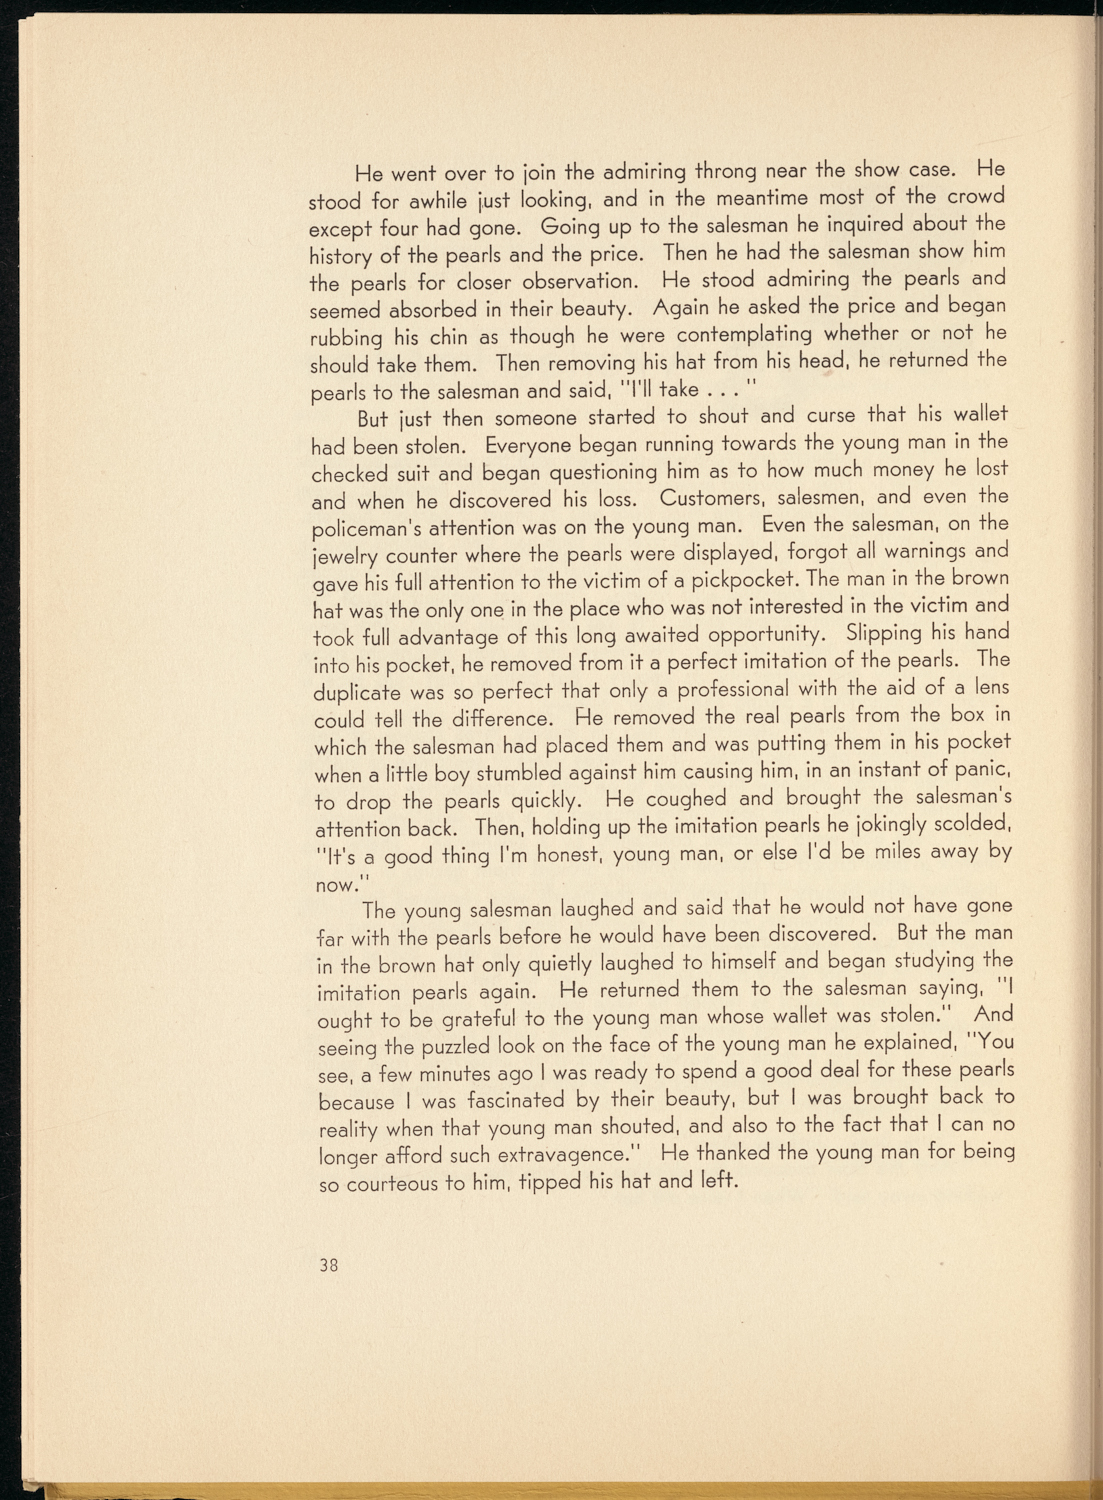 He went over to join the admiring throng near the show case. He
stood for awhile just looking, and in the meantime most of the crowd
except four had gone. Going up to the salesman he inquired about the
history of the pearls and the price. Then he had the salesman show him
the pearls for closer observation. He stood admiring the pearls and
seemed absorbed in their beauty. Again he asked the price and began
rubbing his chin as though he were contemplating whether or not he
should take them. Then removing his hat from his head, he returned the
pearls to the salesman and said, "I'll take . . . "
But just then someone started to shout and curse that his wallet
had been stolen. Everyone began running towards the young man in the
checked suit and began questioning him as to how much money he lost
and when he discovered his loss. Customers, salesmen, and even the
policeman's attention was on the young man. Even the salesman, on the
jewelry counter where the pearls were displayed, forgot all warnings and
gave his full attention to the victim of a pickpocket. The man in the brown
hat was the only one in the place who was not interested in the victim and
took full advantage of this long awaited opportunity. Slipping his hand
into his pocket, he removed from it a perfect imitation of the pearls. The
duplicate was so perfect that only a professional with the aid of a lens
could tell the difference. He removed the real pearls from the box in
which the salesman had placed them and was putting them in his pocket
when a little boy stumbled against him causing him, in an instant of panic,
to drop the pearls quickly. He coughed and brought the salesman's
attention back. Then, holding up the imitation pearls he jokingly scolded,
"It's a good thing I'm honest, young man, or else I'd be miles away by
now."
The young salesman laughed and said that he would not have gone
far with the pearls before he would have been discovered. But the man
in the brown hat only quietly laughed to himself and began studying the
imitation pearls again. He returned them to the salesman saying, "I
ought to be grateful to the young man whose wallet was stolen." And
seeing the puzzled look on the face of the young man he explained, "You
see, a few minutes ago I was ready to spend a good deal for these pearls
because I was fascinated by their beauty, but I was brought back to
reality when that young man shouted, and also to the fact that I can no
longer afford such extravagence." He thanked the young man for being
so courteous to him, tipped his hat and left.
38